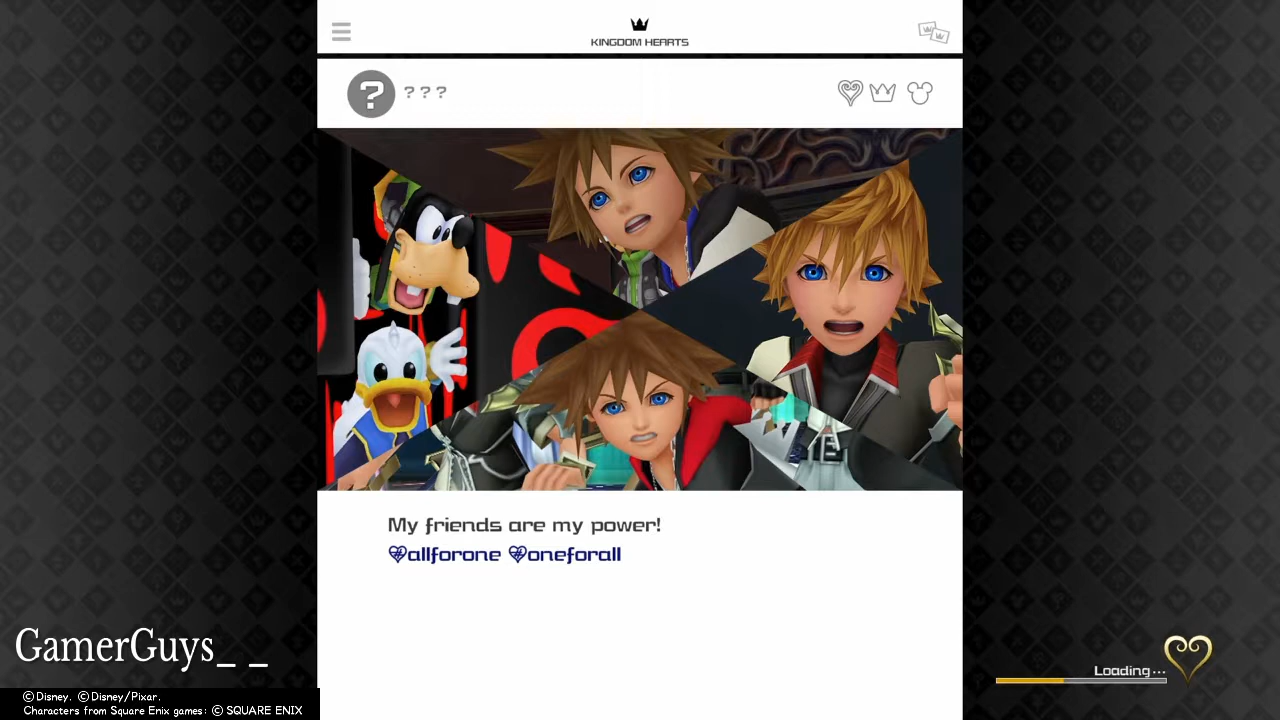 KINGDOM HEARTS
? ? ? ?
My friends are my power!
#allforone #oneforall
GamerGuys_ _
Loading...
©Disney. ©Disney/Pixar.
Characters from Square Enix games: © SQUARE ENIX